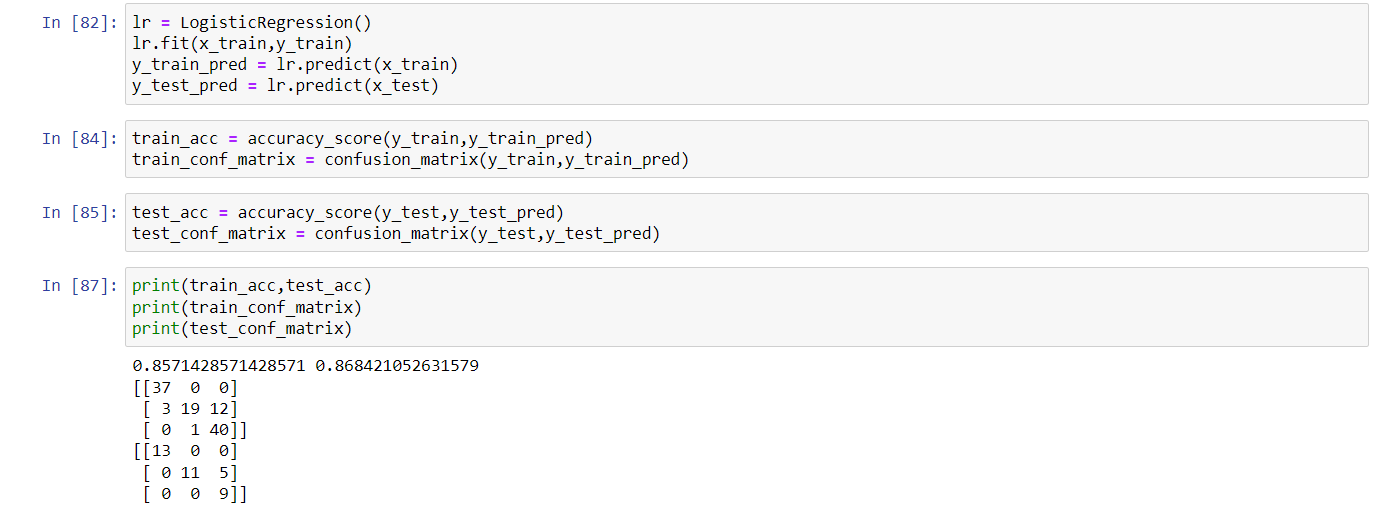 In [82]: lr = LogisticRegression()
lr.fit(x_train,y_train)
y_train_pred = lr.predict(x_train)
y_test_pred = lr.predict(x_test)
In [84]: train_acc = accuracy_score(y_train,y_train_pred)
train_conf_matrix = confusion_matrix(y_train,y_train_pred)
In [85]: test_acc = accuracy_score(y_test,y_test_pred)
test_conf_matrix = confusion_matrix(y_test,y_test_pred)
In [87]: print(train_acc,test_acc)
print(train_conf_matrix)
print(test_conf_matrix)
0.8571428571428571 0.868421052631579
[[37  0  0]
 [ 3 19 12]
 [ 0  1 40]]
[[13  0  0]
 [ 0 11  5]
 [ 0  0  9]]